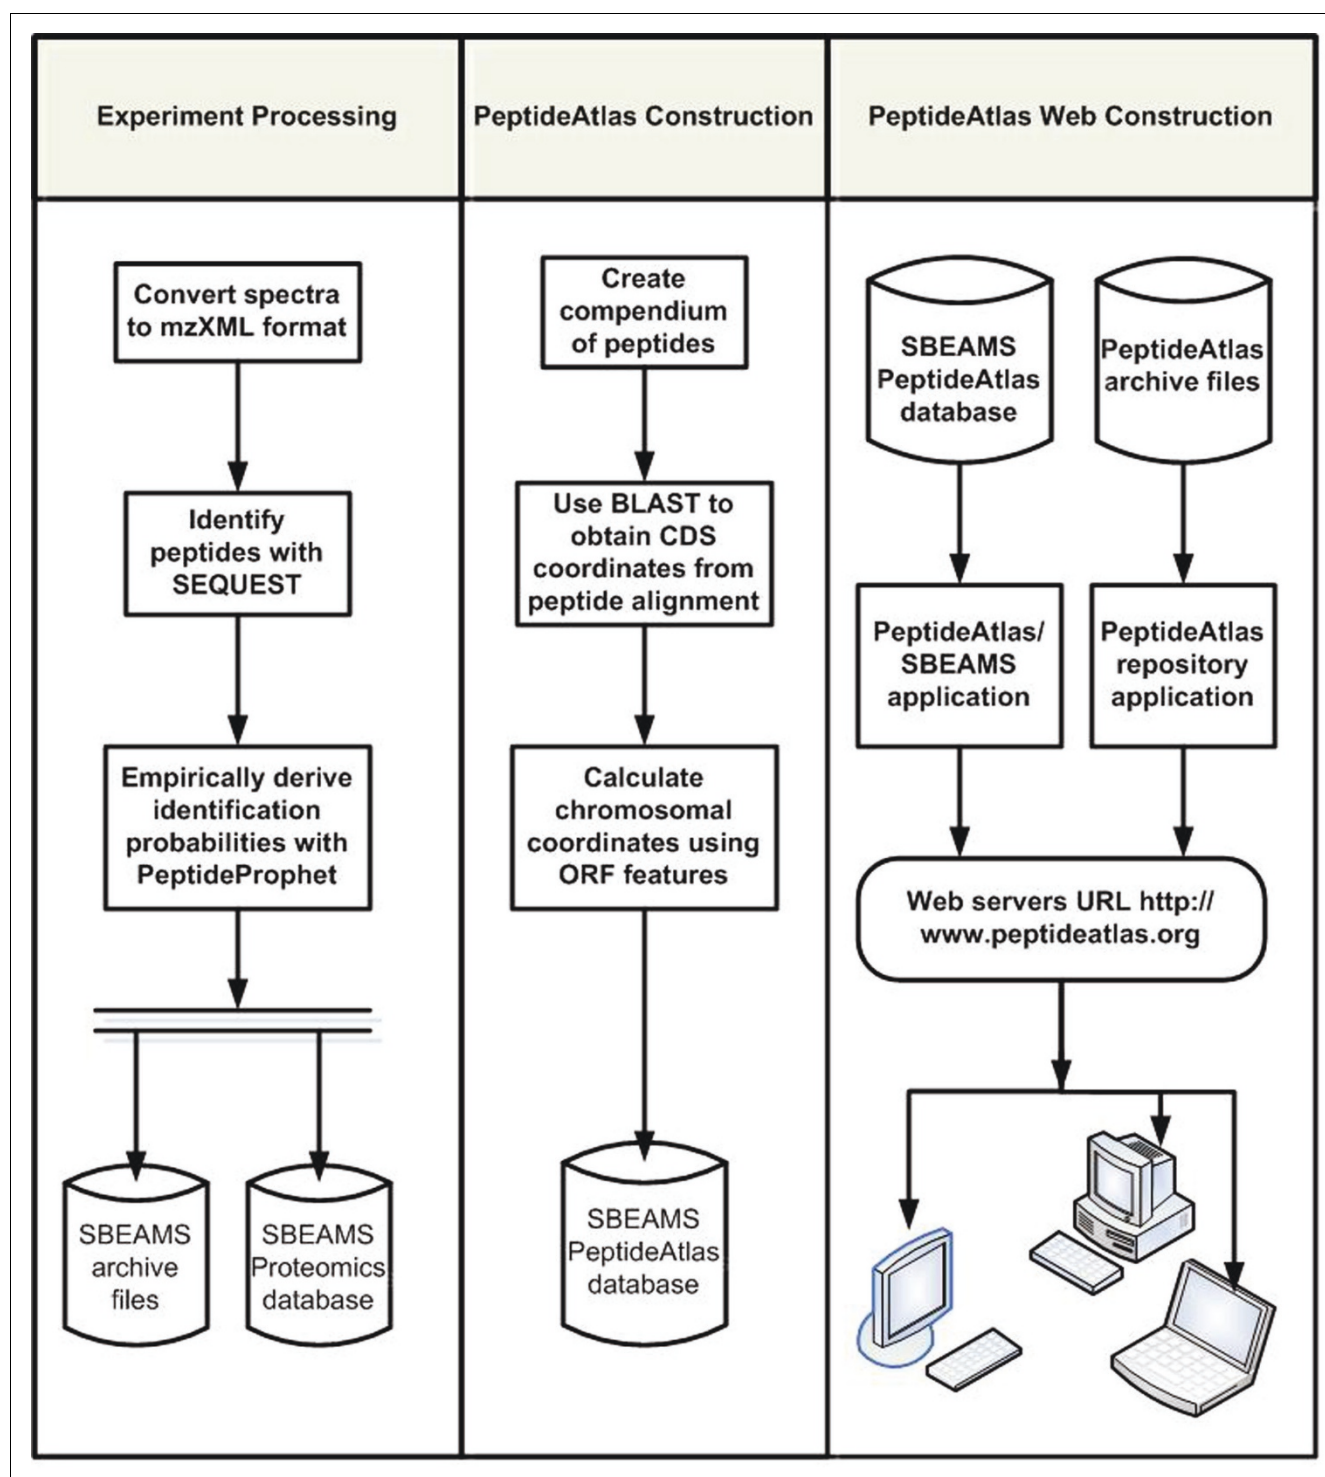 Experiment Processing
PeptideAtlas Construction
PeptideAtlas Web Construction
Convert spectra
to mzXML format
Identify
peptides with
SEQUEST
Empirically derive
identification
probabilities with
PeptideProphet
SBEAMS
archive
files
SBEAMS
Proteomics
database
Create
compendium
of peptides
Use BLAST to
obtain CDS
coordinates from
peptide alignment
Calculate
chromosomal
coordinates using
ORF features
SBEAMS
PeptideAtlas
database
SBEAMS
PeptideAtlas
database
PeptideAtlas
archive files
PeptideAtlas/
SBEAMS
application
PeptideAtlas
repository
application
Web servers URL http://
www.peptideatlas.org